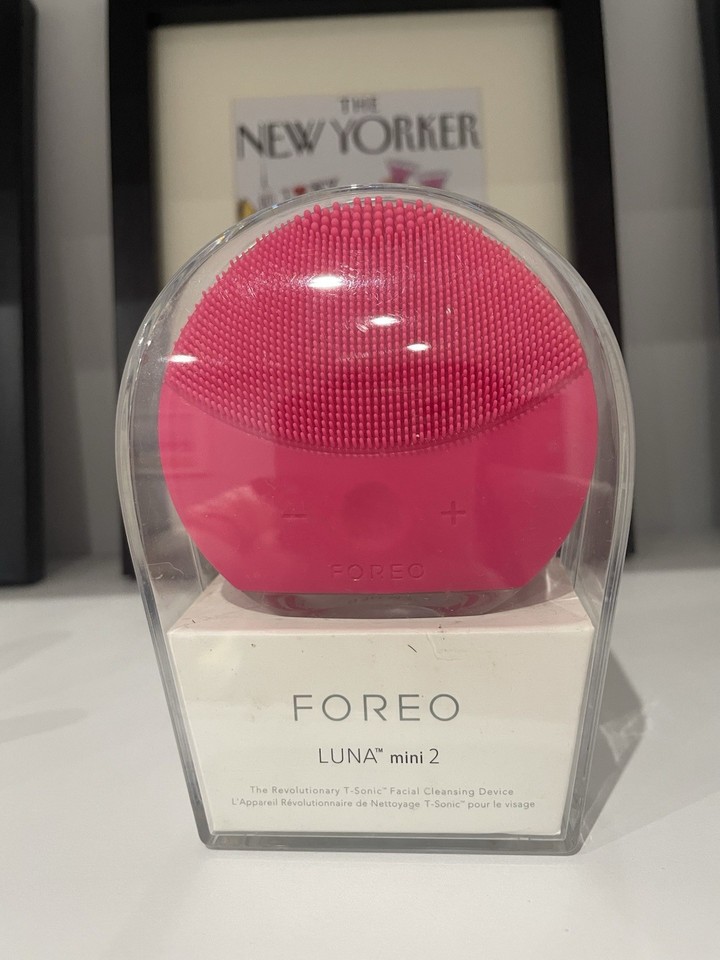 THE
NEW YORKER
− +
FOREO
FOREO
LUNA™ mini 2
The Revolutionary T-Sonic™ Facial Cleansing Device
L'Appareil Révolutionnaire de Nettoyage T-Sonic™ pour le visage